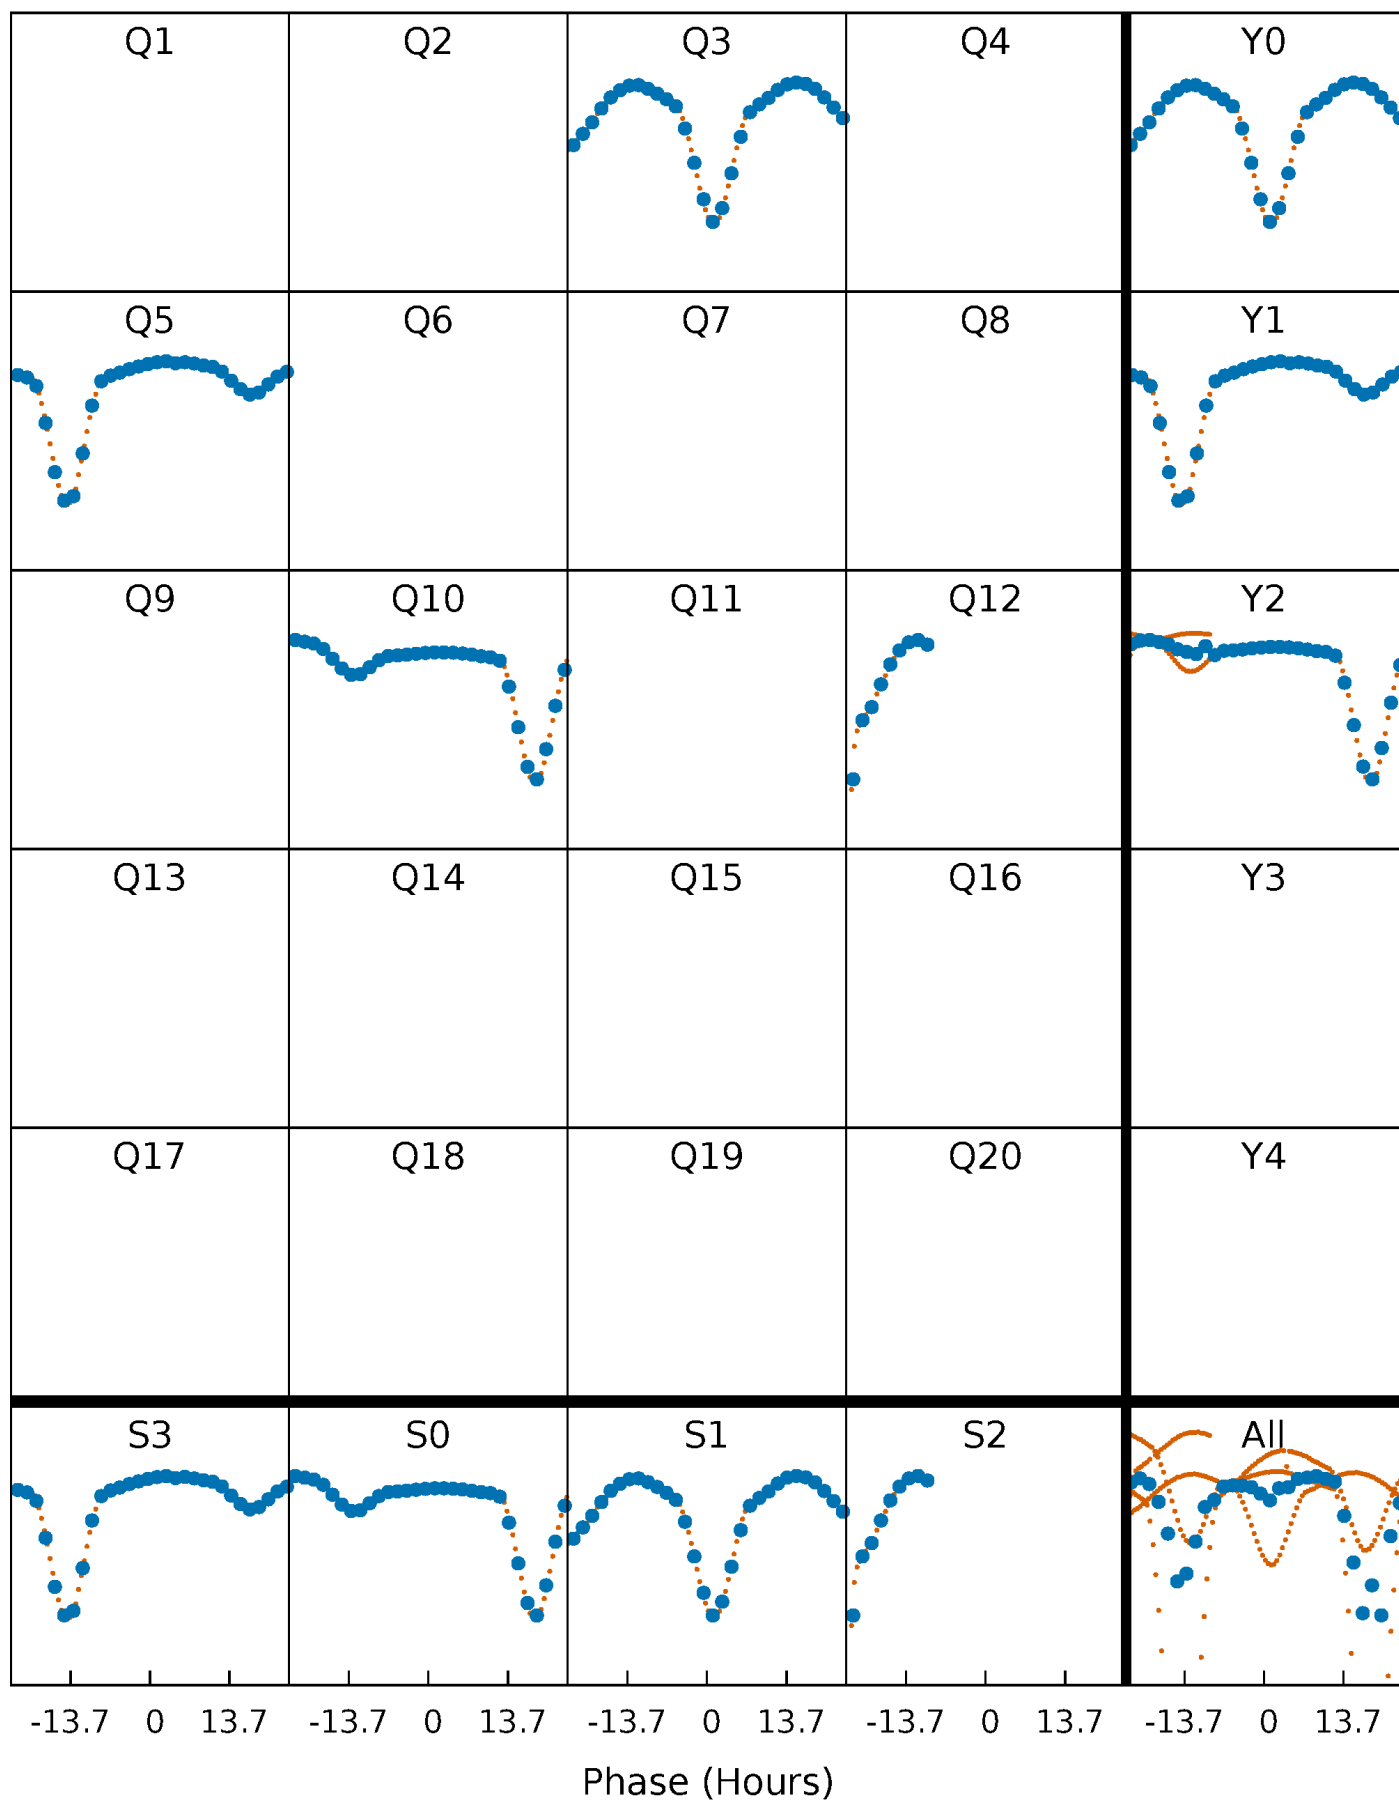 Q1 Q2 Q3 Q4 Y0
Q5 Q6 Q7 Q8 Y1
Q9 Q10 Q11 Q12 Y2
Q13 Q14 Q15 Q16 Y3
Q17 Q18 Q19 Q20 Y4
S3 S0 S1 S2 All
-13.7 0 13.7 -13.7 0 13.7 -13.7 0 13.7 -13.7 0 13.7 -13.7 0 13.7
Phase (Hours)